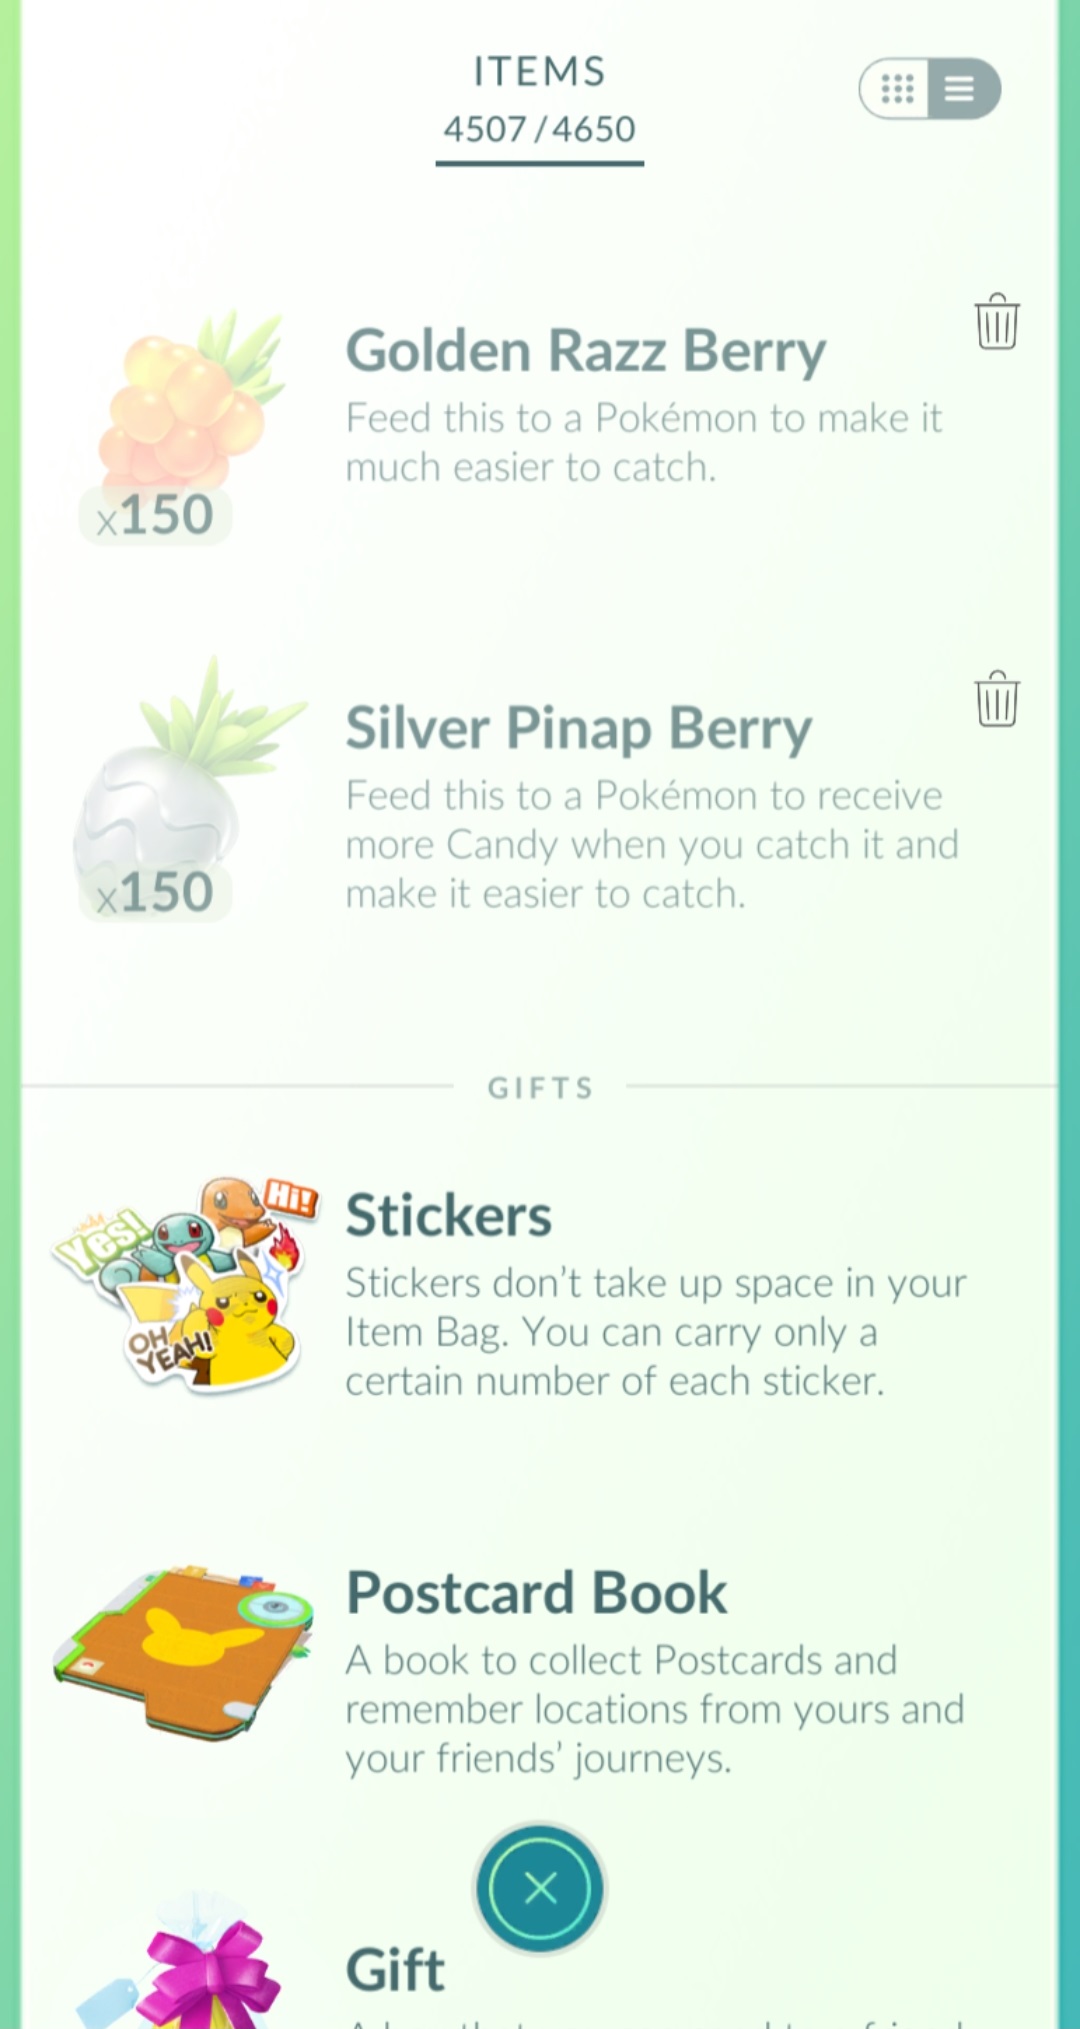 ITEMS
4507/4650
Golden Razz Berry
Feed this to a Pokémon to make it
much easier to catch.
x150
Silver Pinap Berry
Feed this to a Pokémon to receive
more Candy when you catch it and
make it easier to catch.
x150
GIFTS
Yes!
Hi!
OH
YEAH!
Stickers
Stickers don’t take up space in your
Item Bag. You can carry only a
certain number of each sticker.
Postcard Book
A book to collect Postcards and
remember locations from yours and
your friends’ journeys.
Gift